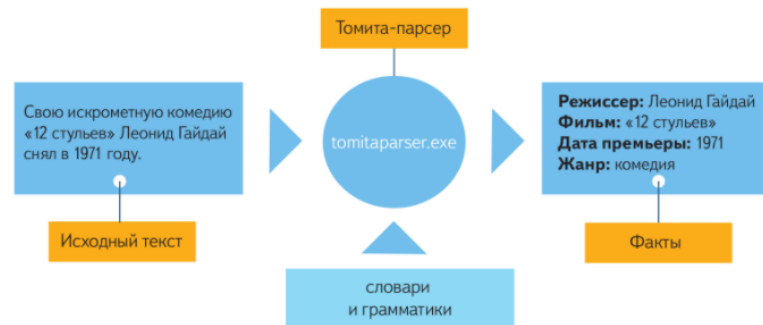 Томита-парсер
Свою искрометную комедию
«12 стульев» Леонид Гайдай
снял в 1971 году.
tomitaparser.exe
Режиссер: Леонид Гайдай
Фильм: «12 стульев»
Дата премьеры: 1971
Жанр: комедия
Исходный текст
Факты
словари
и грамматики